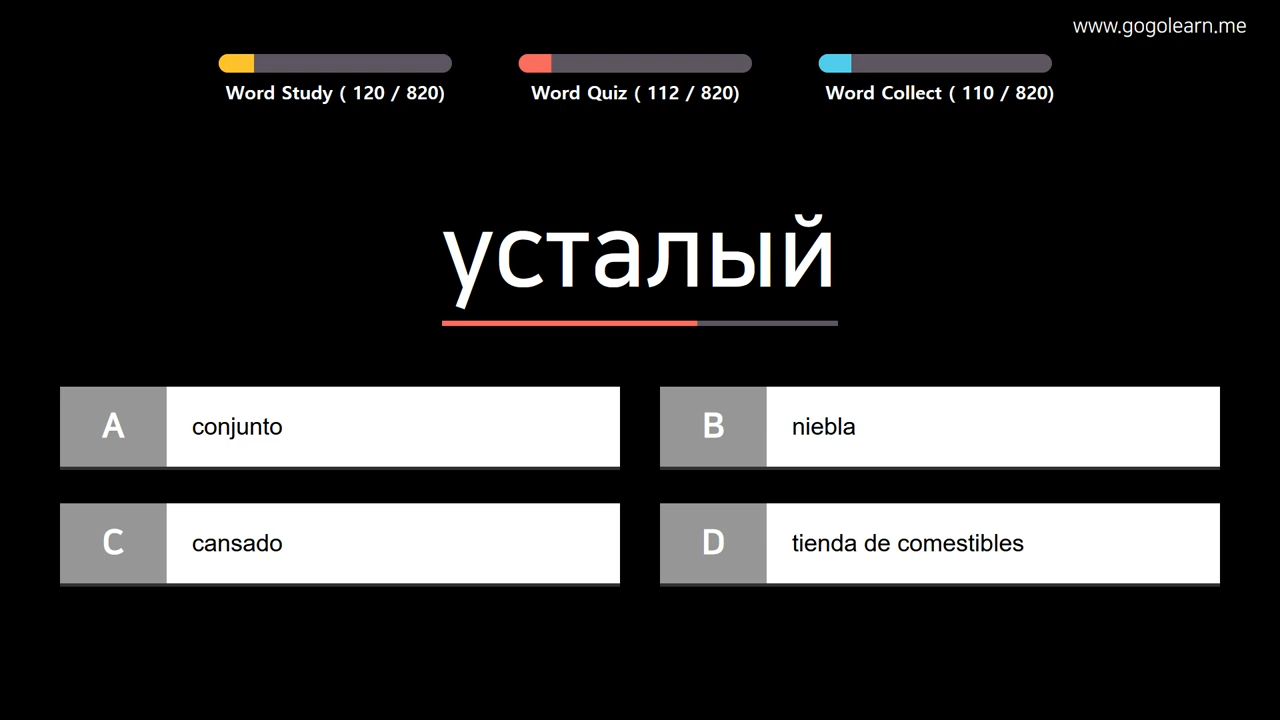 www.gogolearn.me
Word Study ( 120 / 820)
Word Quiz ( 112 / 820)
Word Collect ( 110 / 820)
усталый
A conjunto
B niebla
C cansado
D tienda de comestibles